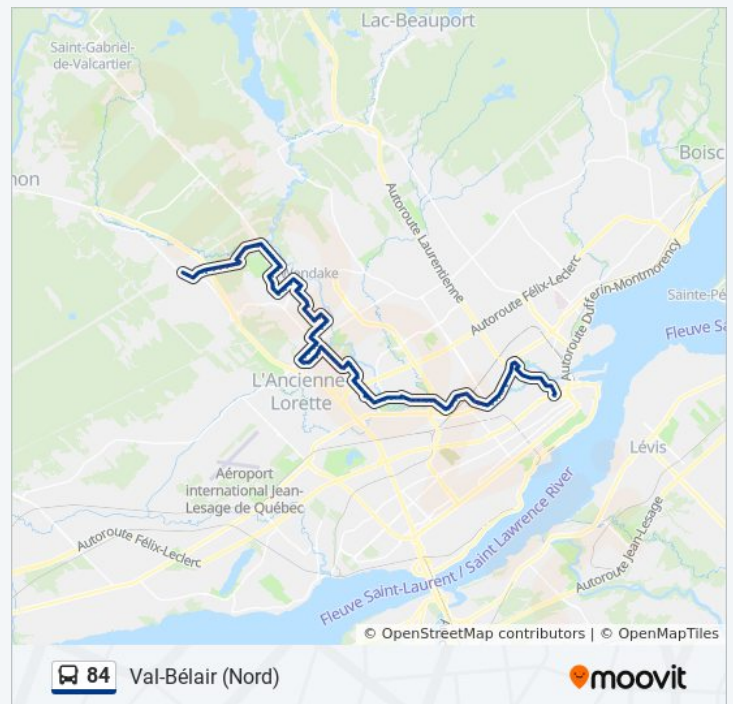 Lac-Beauport
Saint-Gabriel-
de-Valcartier
Boisc
non
Autoroute Laurentienne
Wendake
Autoroute Félix-Leclerc
Autoroute Dufferin-Montmorency
Sainte-Pé
Fleuve Sa
L'Ancienne
Lorette
Lévis
Aéroport
international Jean-
Lesage de Québec
Autoroute Félix-Leclerc
Fleuve Saint-Laurent / Saint Lawrence River
Autoroute Jean-Lesage
A
© OpenStreetMap contributors | © OpenMapTiles
84 Val-Bélair (Nord)
moovit